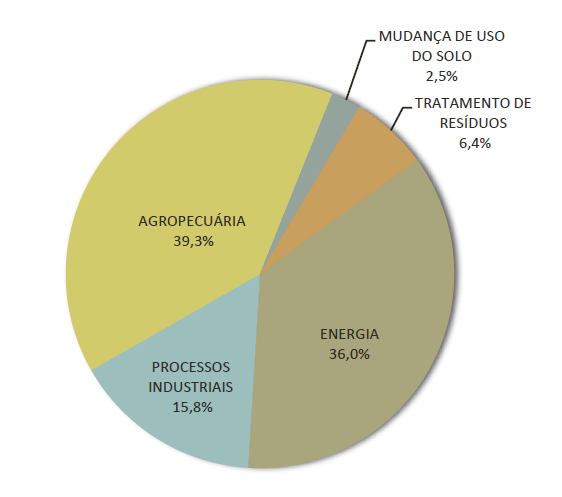 MUDANÇA DE USO
DO SOLO
2,5%
TRATAMENTO DE
RESÍDUOS
6,4%
AGROPECUÁRIA
39,3%
ENERGIA
36,0%
PROCESSOS
INDUSTRIAIS
15,8%